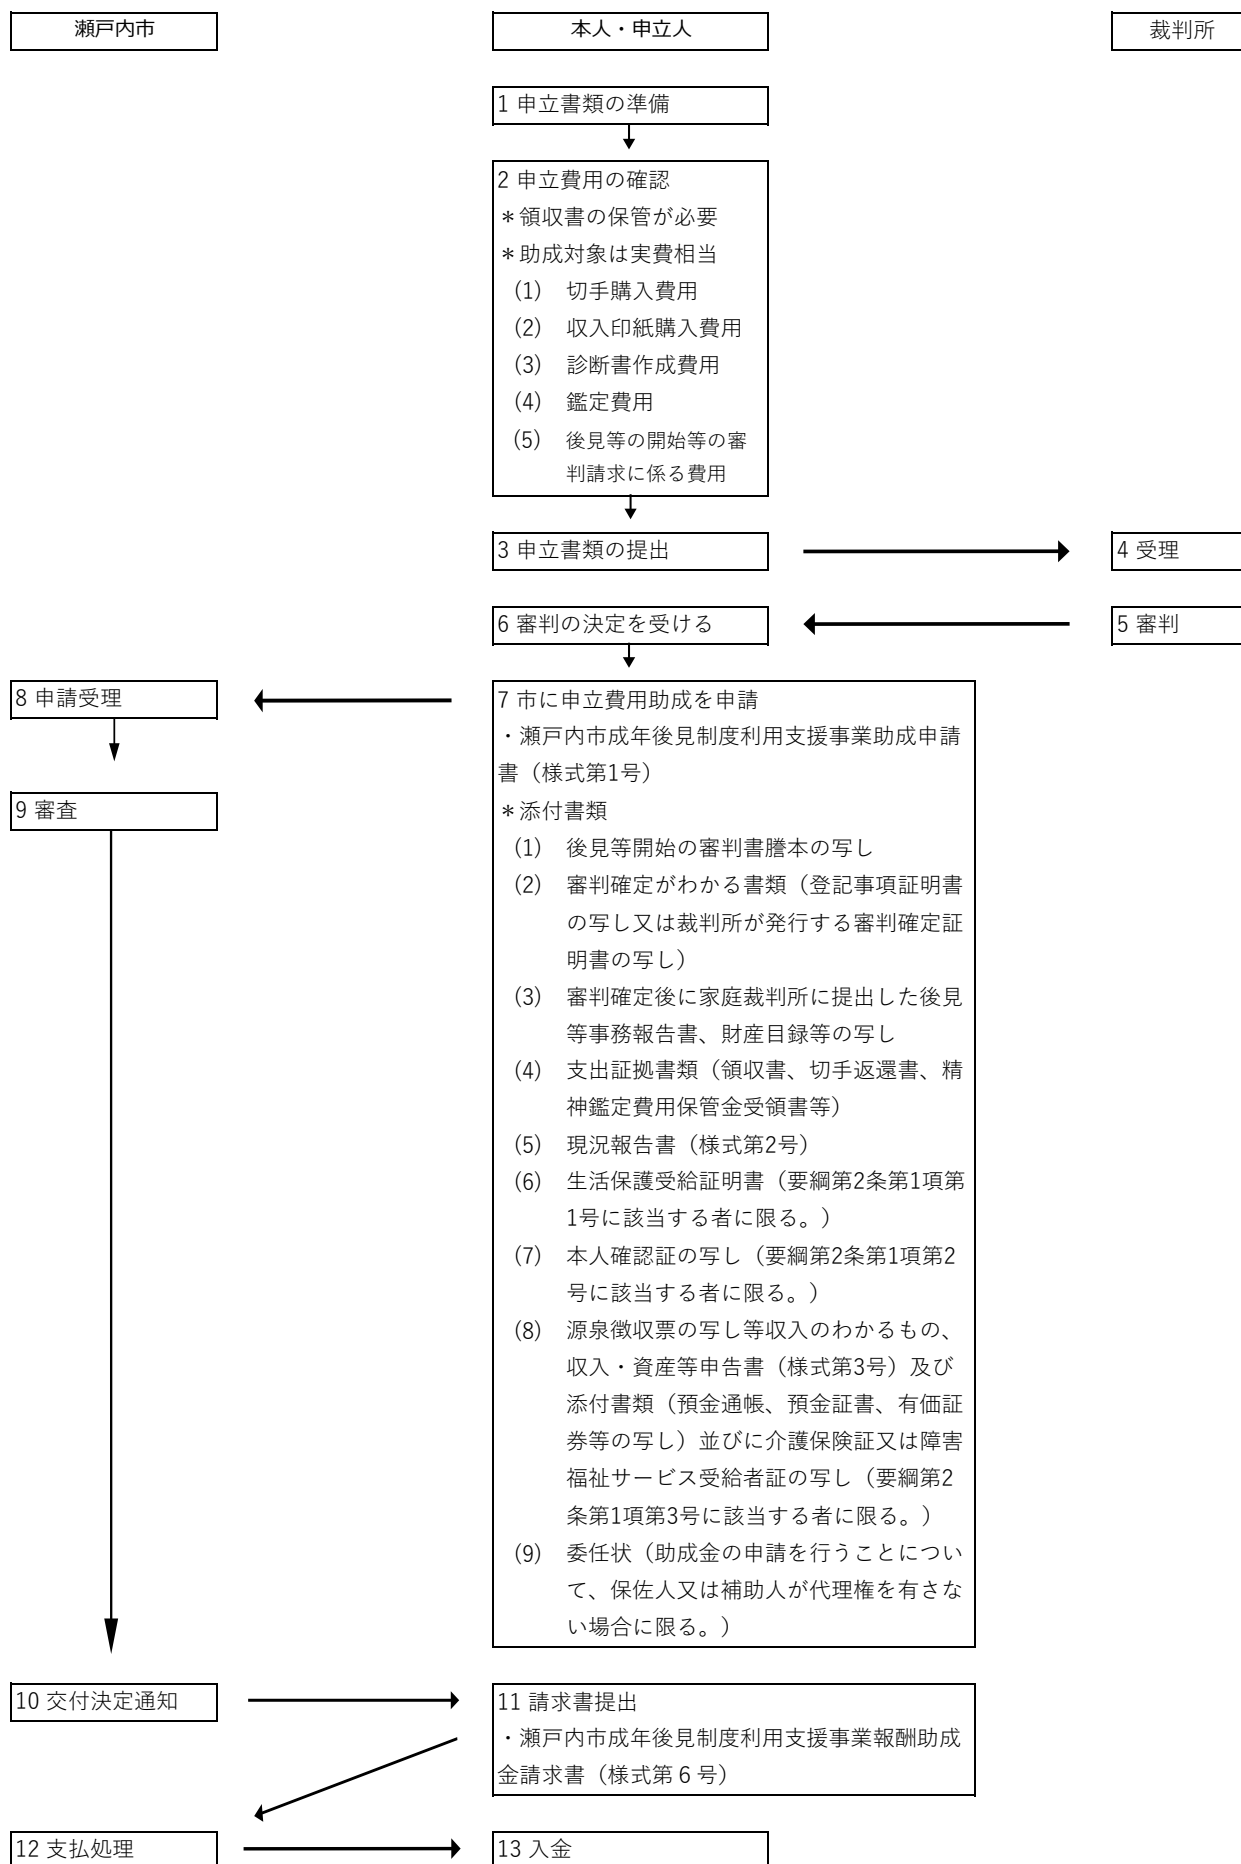 瀬戸内市
本人・申立人
裁判所
1 申立書類の準備
2 申立費用の確認
＊領収書の保管が必要
＊助成対象は実費相当
(1) 切手購入費用
(2) 収入印紙購入費用
(3) 診断書作成費用
(4) 鑑定費用
(5) 後見等の開始等の審
判請求に係る費用
3 申立書類の提出
4 受理
6 審判の決定を受ける
5 審判
8 申請受理
9 審査
7 市に申立費用助成を申請
・瀬戸内市成年後見制度利用支援事業助成申請
書（様式第1号）
＊添付書類
(1) 後見等開始の審判書謄本の写し
(2) 審判確定がわかる書類（登記事項証明書
の写し又は裁判所が発行する審判確定証
明書の写し）
(3) 審判確定後に家庭裁判所に提出した後見
等事務報告書、財産目録等の写し
(4) 支出証拠書類（領収書、切手返還書、精
神鑑定費用保管金受領書等）
(5) 現況報告書（様式第2号）
(6) 生活保護受給証明書（要綱第2条第1項第
1号に該当する者に限る。）
(7) 本人確認証の写し（要綱第2条第1項第2
号に該当する者に限る。）
(8) 源泉徴収票の写し等収入のわかるもの、
収入・資産等申告書（様式第3号）及び
添付書類（預金通帳、預金証書、有価証
券等の写し）並びに介護保険証又は障害
福祉サービス受給者証の写し（要綱第2
条第1項第3号に該当する者に限る。）
(9) 委任状（助成金の申請を行うことについ
て、保佐人又は補助人が代理権を有さな
い場合に限る。）
10 交付決定通知
11 請求書提出
・瀬戸内市成年後見制度利用支援事業報酬助成
金請求書（様式第６号）
12 支払処理
13 入金